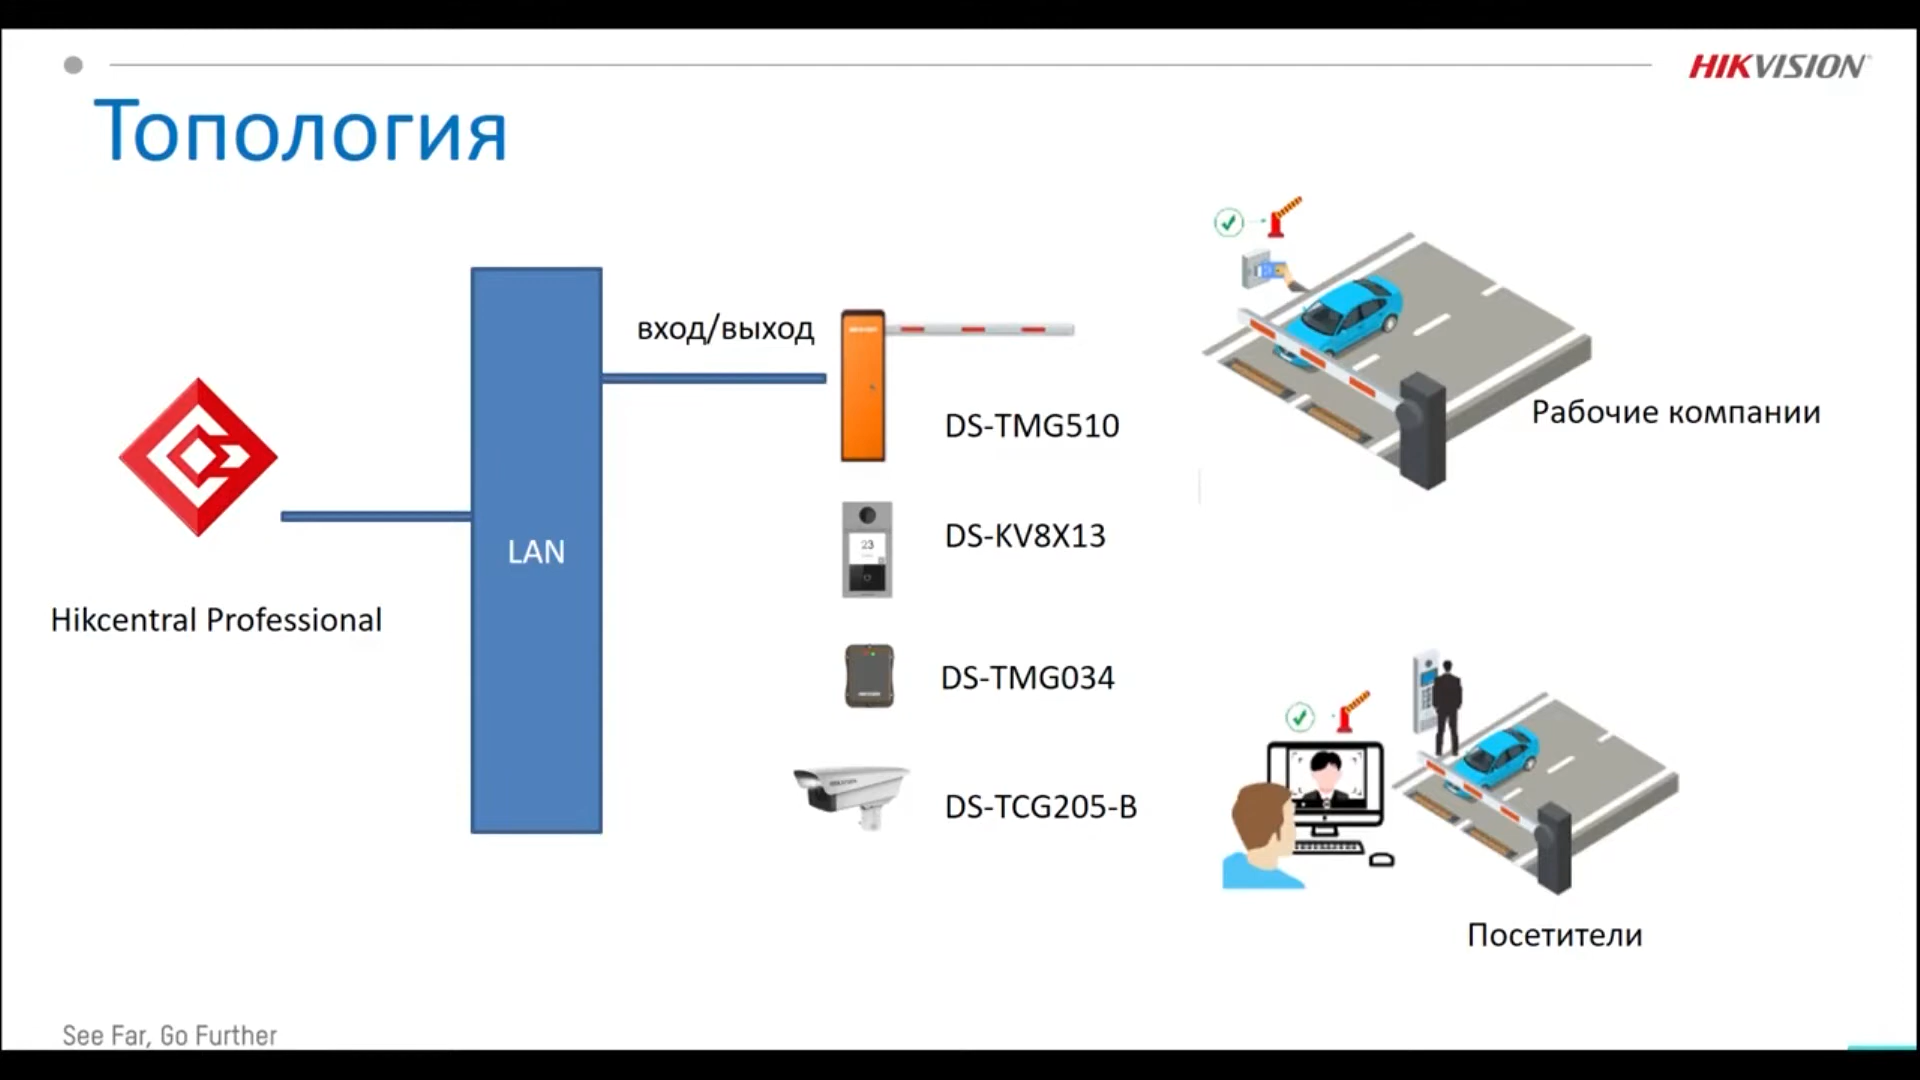 HIKVISION
Топология
вход/выход
DS-TMG510
Рабочие компании
LAN
DS-KV8X13
23
Hikcentral Professional
DS-TMG034
DS-TCG205-B
Посетители
See Far, Go Further